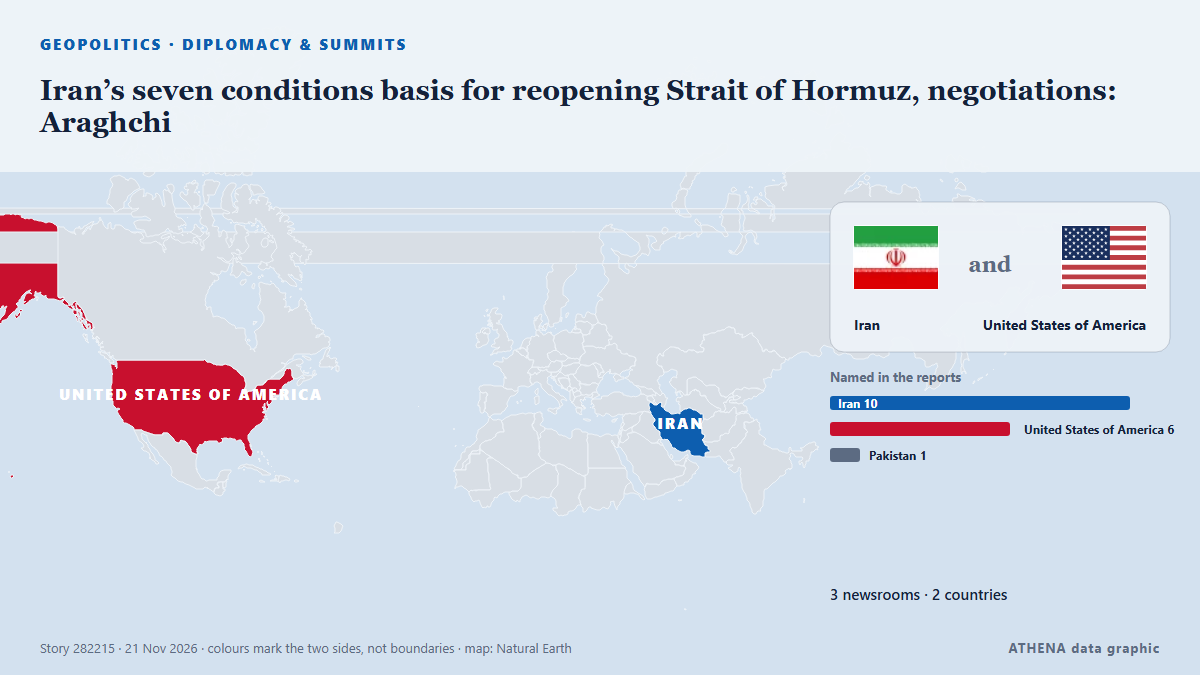 GEOPOLITICS · DIPLOMACY & SUMMITS
Iran’s seven conditions basis for reopening Strait of Hormuz, negotiations:
Araghchi
and
Iran
United States of America
Named in the reports
Iran 10
United States of America 6
Pakistan 1
UNITED STATES OF AMERICA
IRAN
3 newsrooms · 2 countries
Story 282215 · 21 Nov 2026 · colours mark the two sides, not boundaries · map: Natural Earth
ATHENA data graphic